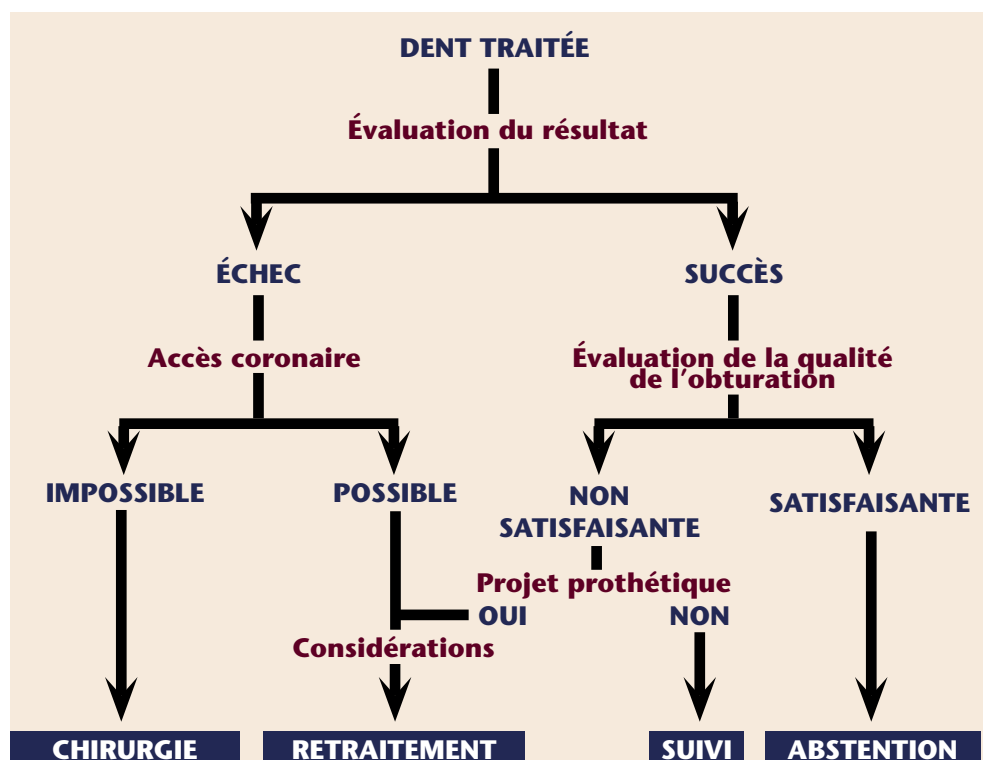 DENT TRAITÉE
Évaluation du résultat
ÉCHEC
SUCCÈS
Accès coronaire
Évaluation de la qualité
de l'obturation
IMPOSSIBLE
POSSIBLE
NON
SATISFAISANTE
SATISFAISANTE
Projet prothétique
OUI
NON
Considérations
CHIRURGIE
RETRAITEMENT
SUIVI
ABSTENTION